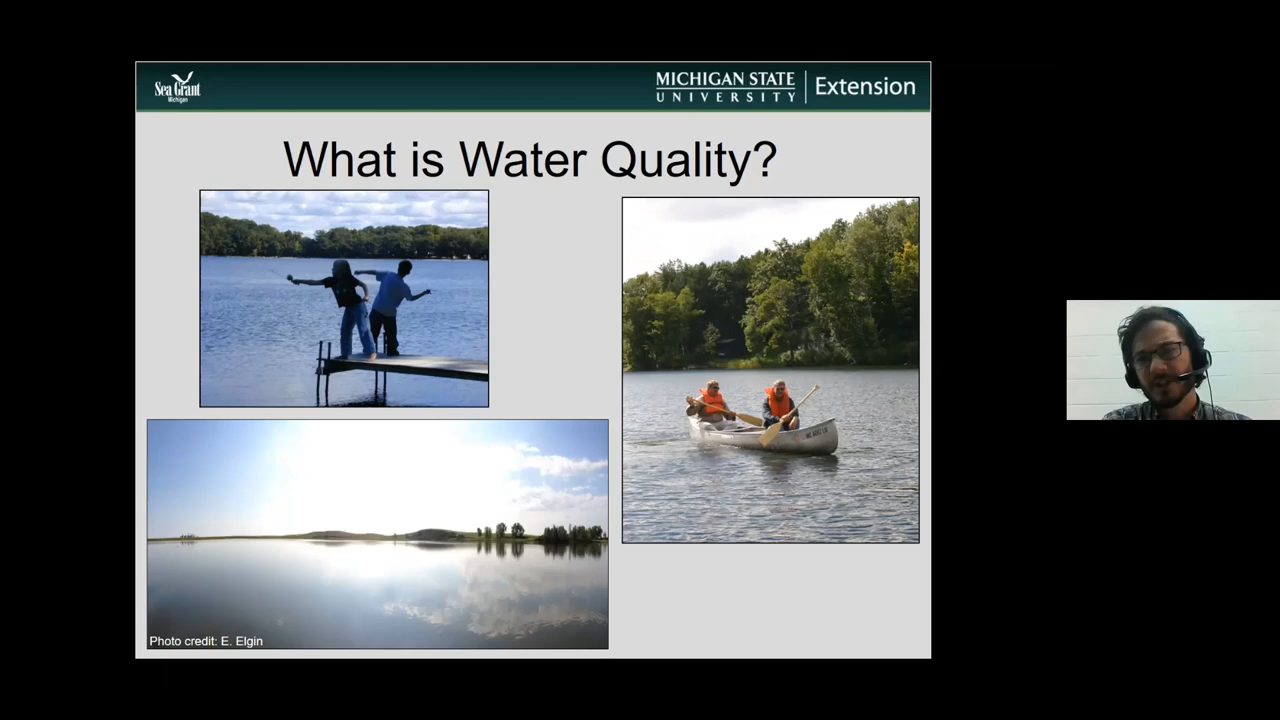 Sea Grant
Michigan
MICHIGAN STATE
UNIVERSITY
Extension
What is Water Quality?
Photo credit: E. Elgin